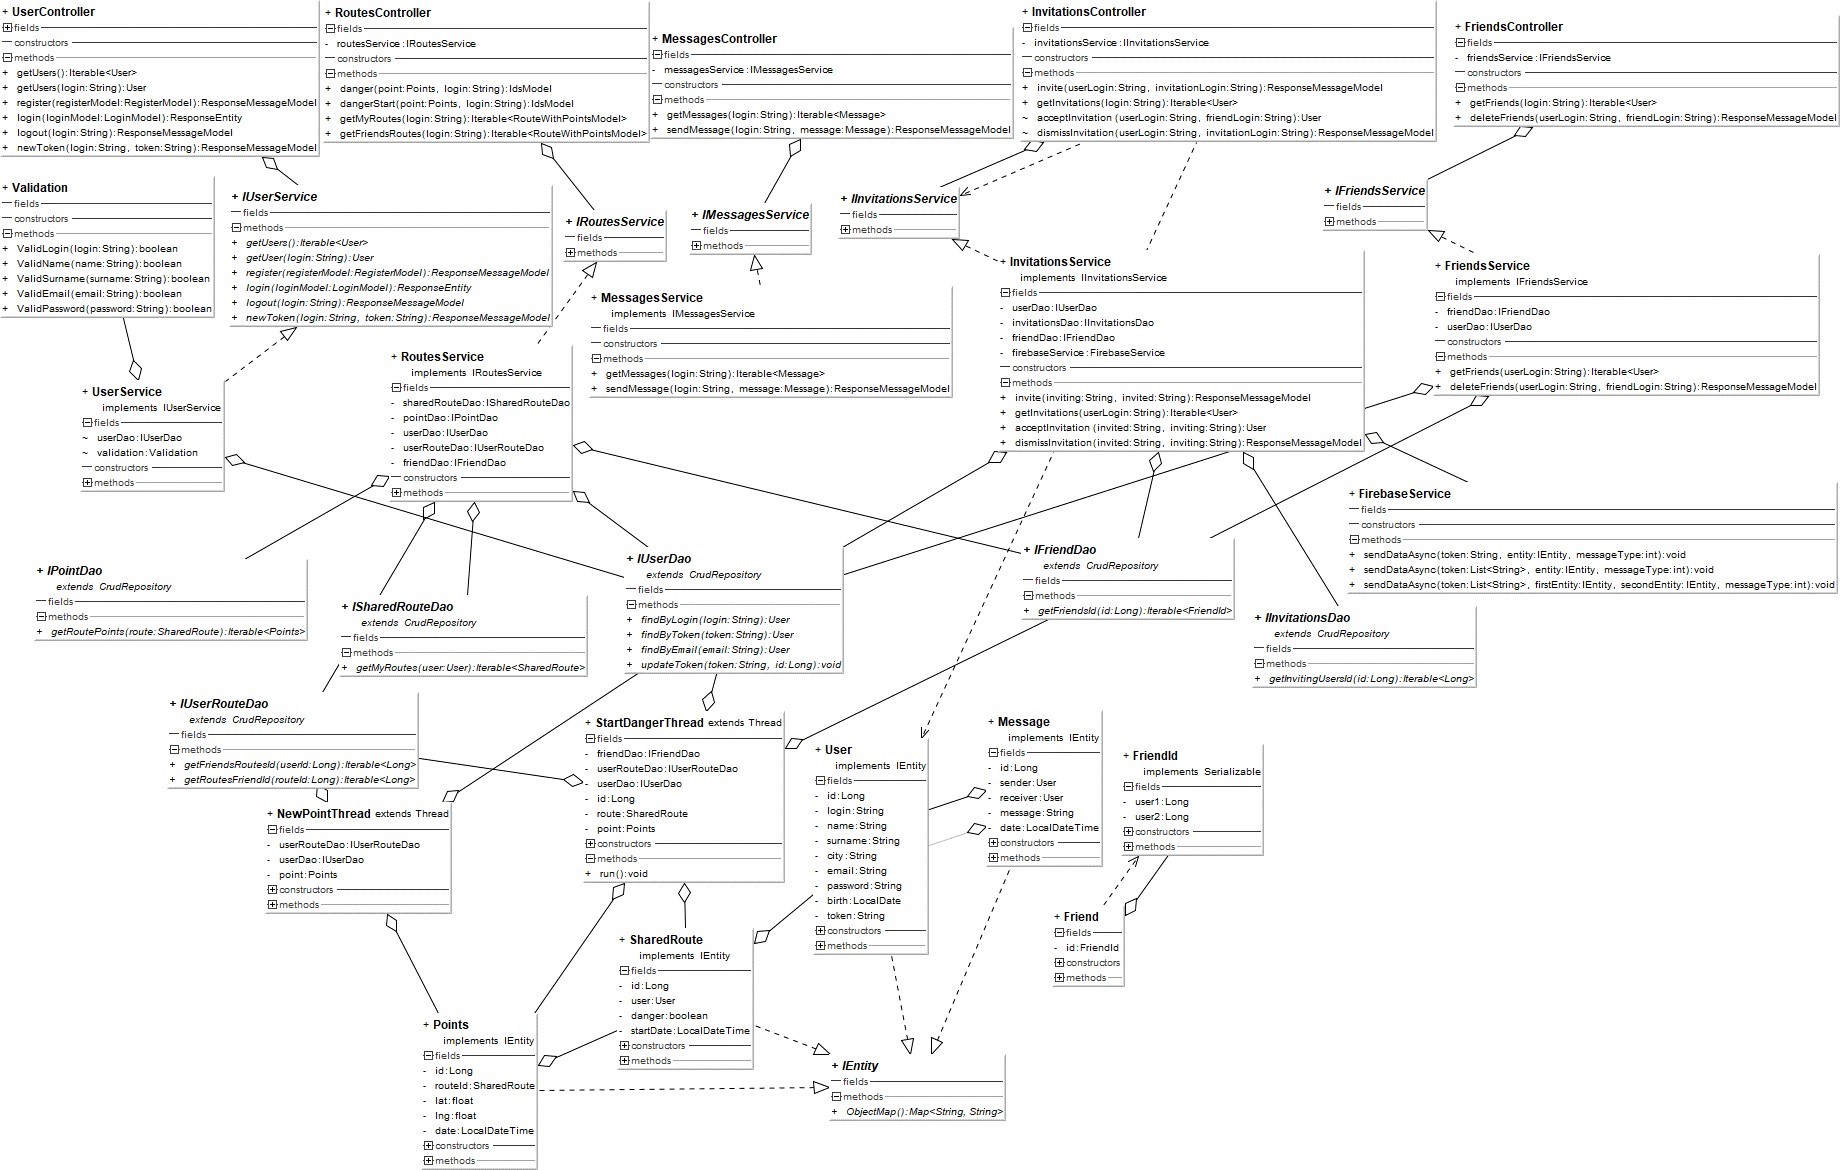 + UserController
fields
constructors
methods
+ getUsers():Iterable<User>
+ getUsers(login:String):User
+ register(registerModel:RegisterModel):ResponseMessageModel
+ login(loginModel:LoginModel):ResponseEntity
+ logout(login:String):ResponseMessageModel
+ newToken(login:String, token:String):ResponseMessageModel
+ RoutesController
fields
- routesService:IRoutesService
constructors
methods
+ danger(point:Points, login:String):IdsModel
+ dangerStart(point:Points, login:String):IdsModel
+ getMyRoutes(login:String):Iterable<RouteWithPointsModel>
+ getFriendsRoutes(login:String):Iterable<RouteWithPointsModel>
+ MessagesController
fields
- messagesService:IMessagesService
constructors
methods
+ getMessages(login:String):Iterable<Message>
+ sendMessage(login:String, message:Message):ResponseMessageModel
+ InvitationsController
fields
- invitationsService:IInvitationsService
constructors
methods
+ invite(userLogin:String, invitationLogin:String):ResponseMessageModel
+ getInvitations(login:String):Iterable<User>
~ acceptInvitation (userLogin:String, friendLogin:String):User
~ dismissInvitation (userLogin:String, invitationLogin:String):ResponseMessageModel
+ FriendsController
fields
- friendsService:IFriendsService
constructors
methods
+ getFriends(login:String):Iterable<User>
+ deleteFriends(userLogin:String, friendLogin:String):ResponseMessageModel
+ Validation
fields
constructors
methods
+ ValidLogin(login:String):boolean
+ ValidName(name:String):boolean
+ ValidSurname(surname:String):boolean
+ ValidEmail(email:String):boolean
+ ValidPassword(password:String):boolean
+ IUserService
fields
methods
+ getUsers():Iterable<User>
+ getUser(login:String):User
+ register(registerModel:RegisterModel):ResponseMessageModel
+ login(loginModel:LoginModel):ResponseEntity
+ logout(login:String):ResponseMessageModel
+ newToken(login:String, token:String):ResponseMessageModel
+ IRoutesService
fields
methods
+ IMessagesService
fields
methods
+ IInvitationsService
fields
methods
+ IFriendsService
fields
methods
+ MessagesService
implements IMessagesService
fields
constructors
methods
+ getMessages(login:String):Iterable<Message>
+ sendMessage(login:String, message:Message):ResponseMessageModel
+ InvitationsService
implements IInvitationsService
fields
- userDao:IUserDao
- invitationsDao:IInvitationsDao
- friendDao:IFriendDao
- firebaseService:FirebaseService
constructors
methods
+ invite(inviting:String, invited:String):ResponseMessageModel
+ getInvitations(userLogin:String):Iterable<User>
+ acceptInvitation (invited:String, inviting:String):User
+ dismissInvitation (invited:String, inviting:String):ResponseMessageModel
+ FriendsService
implements IFriendsService
fields
- friendDao:IFriendDao
- userDao:IUserDao
constructors
methods
+ getFriends(userLogin:String):Iterable<User>
+ deleteFriends(userLogin:String, friendLogin:String):ResponseMessageModel
+ UserService
implements IUserService
fields
~ userDao:IUserDao
~ validation:Validation
constructors
methods
+ RoutesService
implements IRoutesService
fields
- sharedRouteDao:ISharedRouteDao
- pointDao:IPointDao
- userDao:IUserDao
- userRouteDao:IUserRouteDao
- friendDao:IFriendDao
constructors
methods
+ FirebaseService
fields
constructors
methods
+ sendDataAsync(token:String, entity:IEntity, messageType:int):void
+ sendDataAsync(token:List<String>, entity:IEntity, messageType:int):void
+ sendDataAsync(token:List<String>, firstEntity:IEntity, secondEntity:IEntity, messageType:int):void
+ IPointDao
extends CrudRepository
fields
methods
+ getRoutePoints(route:SharedRoute):Iterable<Points>
+ ISharedRouteDao
extends CrudRepository
fields
methods
+ getMyRoutes(user:User):Iterable<SharedRoute>
+ IUserDao
extends CrudRepository
fields
methods
+ findByLogin(login:String):User
+ findByToken(token:String):User
+ findByEmail(email:String):User
+ updateToken(token:String, id:Long):void
+ IFriendDao
extends CrudRepository
fields
methods
+ getFriendsId(id:Long):Iterable<FriendId>
+ IInvitationsDao
extends CrudRepository
fields
methods
+ getInvitingUsersId(id:Long):Iterable<Long>
+ IUserRouteDao
extends CrudRepository
fields
methods
+ getFriendsRoutesId(userId:Long):Iterable<Long>
+ getRoutesFriendId(routeId:Long):Iterable<Long>
+ StartDangerThread extends Thread
fields
- friendDao:IFriendDao
- userRouteDao:IUserRouteDao
- userDao:IUserDao
- id:Long
- route:SharedRoute
- point:Points
constructors
methods
+ run():void
+ User
implements IEntity
fields
- id:Long
- login:String
- name:String
- surname:String
- city:String
- email:String
- password:String
- birth:LocalDate
- token:String
constructors
methods
+ Message
implements IEntity
fields
- id:Long
- sender:User
- receiver:User
- message:String
- date:LocalDateTime
constructors
methods
+ FriendId
implements Serializable
fields
- user1:Long
- user2:Long
constructors
methods
+ NewPointThread extends Thread
fields
- userRouteDao:IUserRouteDao
- userDao:IUserDao
- point:Points
constructors
methods
+ SharedRoute
implements IEntity
fields
- id:Long
- user:User
- danger:boolean
- startDate:LocalDateTime
constructors
methods
+ Friend
fields
- id:FriendId
constructors
methods
+ Points
implements IEntity
fields
- id:Long
- routeId:SharedRoute
- lat:float
- lng:float
- date:LocalDateTime
constructors
methods
+ IEntity
fields
methods
+ ObjectMap():Map<String, String>